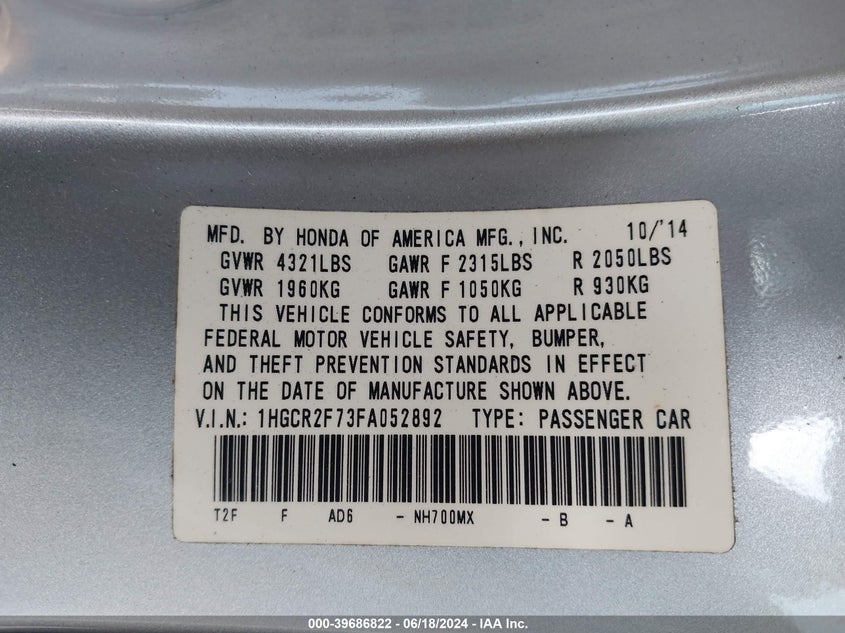 MFD. BY HONDA OF AMERICA MFG., INC. 10/'14
GVWR 4321LBS GAWR F 2315LBS R 2050LBS
GVWR 1960KG GAWR F 1050KG R 930KG
THIS VEHICLE CONFORMS TO ALL APPLICABLE
FEDERAL MOTOR VEHICLE SAFETY, BUMPER,
AND THEFT PREVENTION STANDARDS IN EFFECT
ON THE DATE OF MANUFACTURE SHOWN ABOVE.
V.I.N.: 1HGCR2F73FA052892 TYPE: PASSENGER CAR
T2F F AD6 - NH700MX - B - A
000-39686822 - 06/18/2024 - IAA Inc.